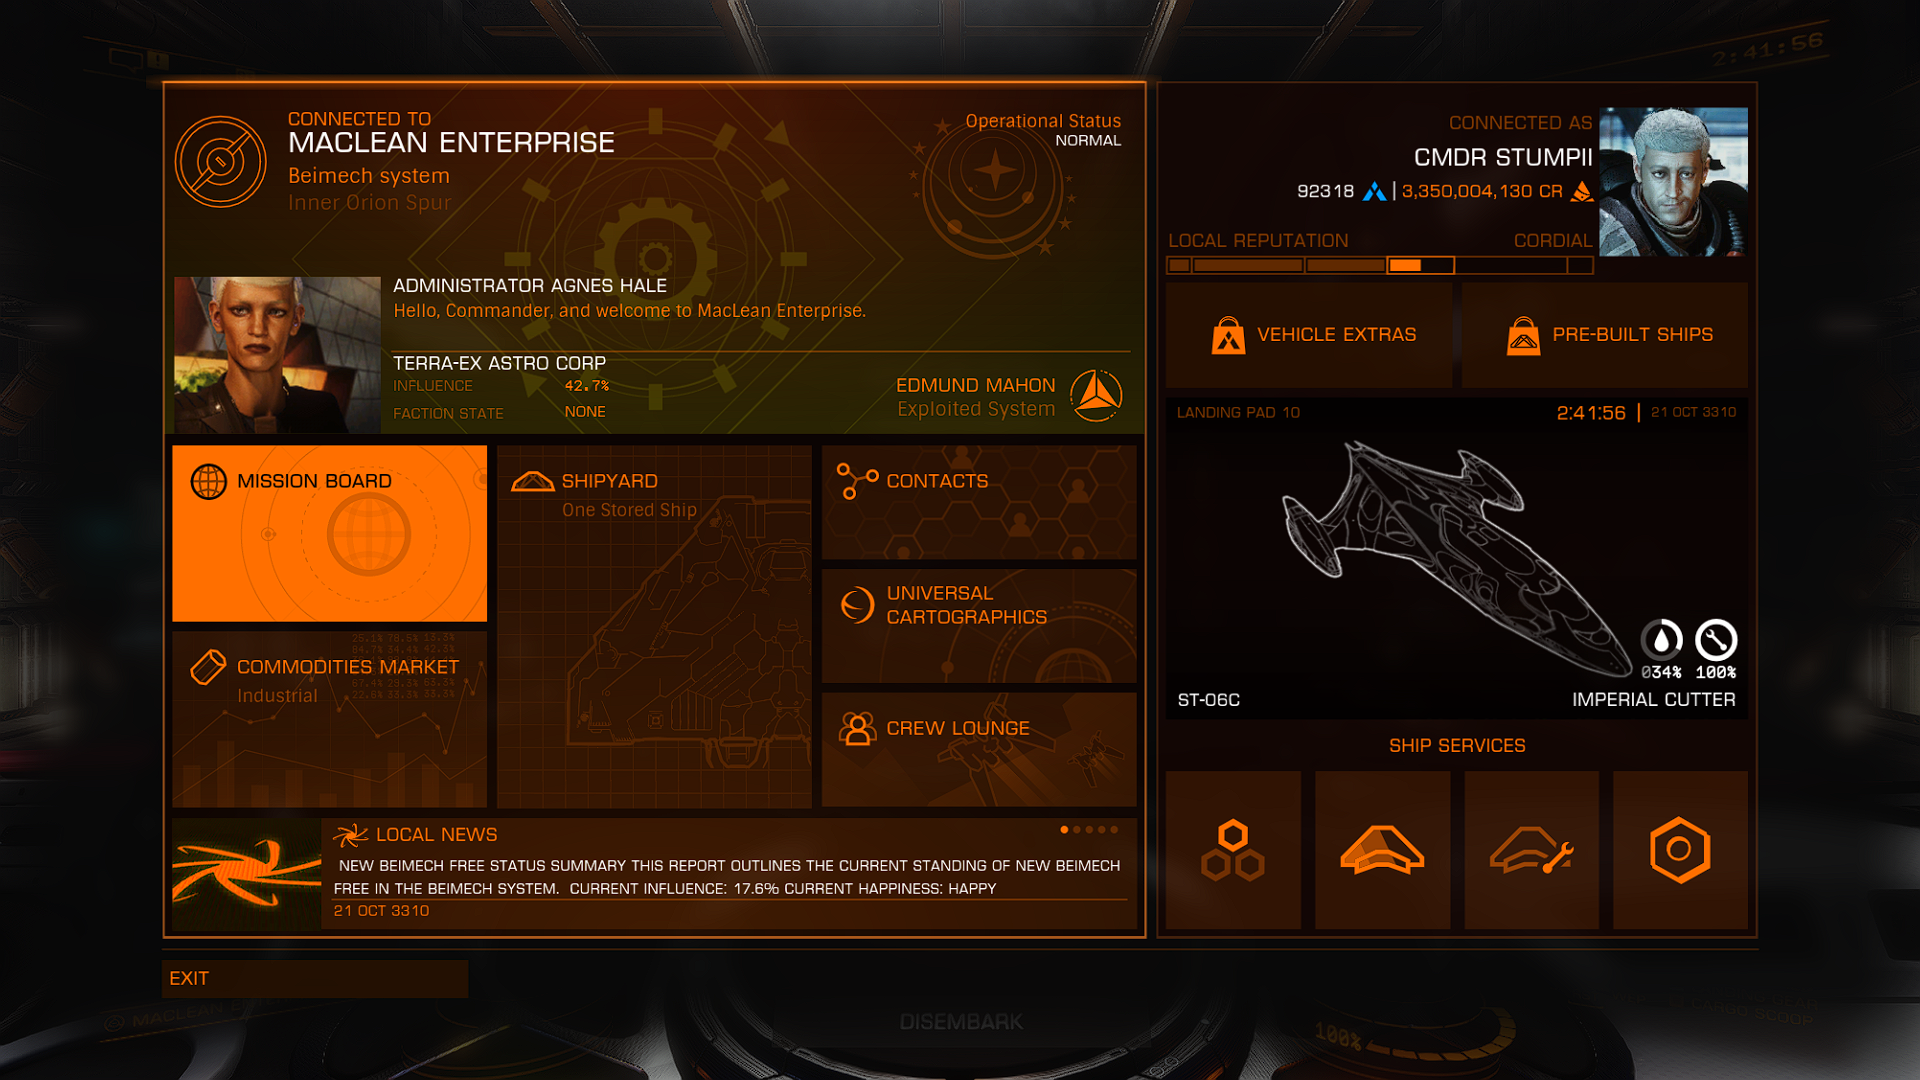 2:41:56
CONNECTED TO
MACLEAN ENTERPRISE
Beimech system
Inner Orion Spur
Operational Status
NORMAL
ADMINISTRATOR AGNES HALE
Hello, Commander, and welcome to MacLean Enterprise.
TERRA-EX ASTRO CORP
INFLUENCE 42.7%
FACTION STATE NONE
EDMUND MAHON
Exploited System
MISSION BOARD
SHIPYARD
One Stored Ship
CONTACTS
UNIVERSAL
CARTOGRAPHICS
COMMODITIES MARKET
Industrial
CREW LOUNGE
LOCAL NEWS
NEW BEIMECH FREE STATUS SUMMARY THIS REPORT OUTLINES THE CURRENT STANDING OF NEW BEIMECH
FREE IN THE BEIMECH SYSTEM. CURRENT INFLUENCE: 17.6% CURRENT HAPPINESS: HAPPY
21 OCT 3310
CONNECTED AS
CMDR STUMPII
92318 | 3,350,004,130 CR
LOCAL REPUTATION CORDIAL
VEHICLE EXTRAS
PRE-BUILT SHIPS
LANDING PAD 10
2:41:56 | 21 OCT 3310
034% 100%
ST-06C IMPERIAL CUTTER
SHIP SERVICES
EXIT
DISEMBARK
100%